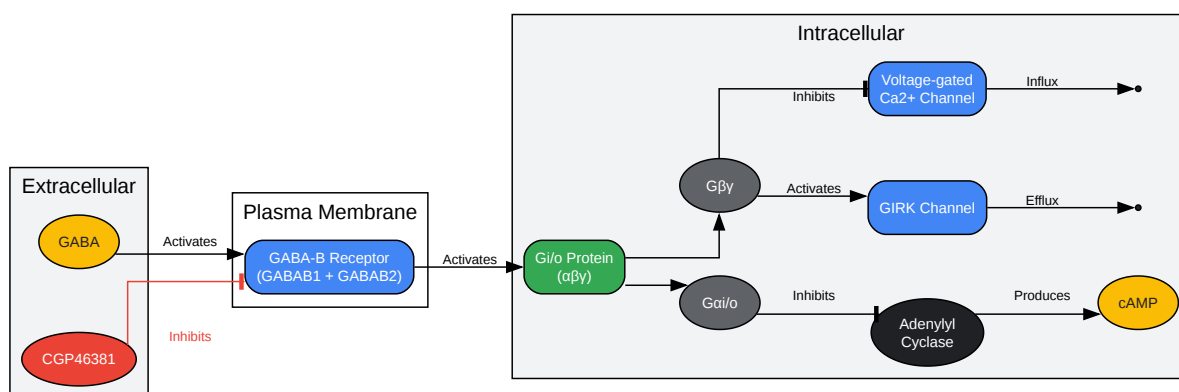 Intracellular
Voltage-gated
Ca2+ Channel
Influx
Inhibits
Extracellular
Plasma Membrane
Gβγ
Activates
GIRK Channel
Efflux
GABA
Activates
GABA-B Receptor
(GABAB1 + GABAB2)
Activates
Gi/o Protein
(αβγ)
Gαi/o
Inhibits
Adenylyl
Cyclase
Produces
cAMP
CGP46381
Inhibits